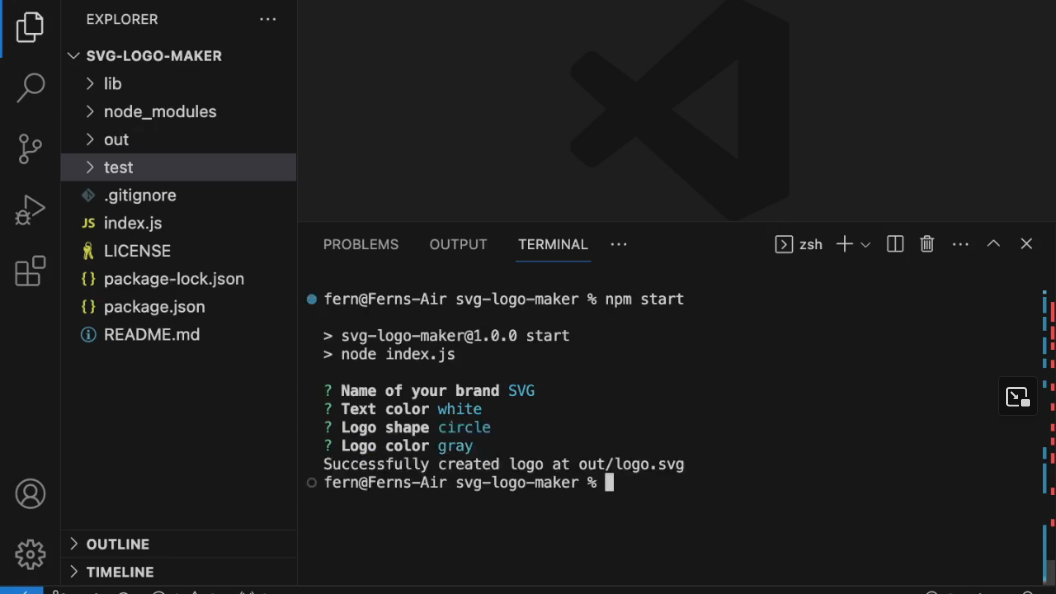 EXPLORER
SVG-LOGO-MAKER
lib
node_modules
out
test
.gitignore
JS index.js
LICENSE
{} package-lock.json
{} package.json
README.md
OUTLINE
TIMELINE
PROBLEMS OUTPUT TERMINAL
zsh
fern@Ferns-Air svg-logo-maker % npm start
> svg-logo-maker@1.0.0 start
> node index.js
? Name of your brand SVG
? Text color white
? Logo shape circle
? Logo color gray
Successfully created logo at out/logo.svg
fern@Ferns-Air svg-logo-maker %